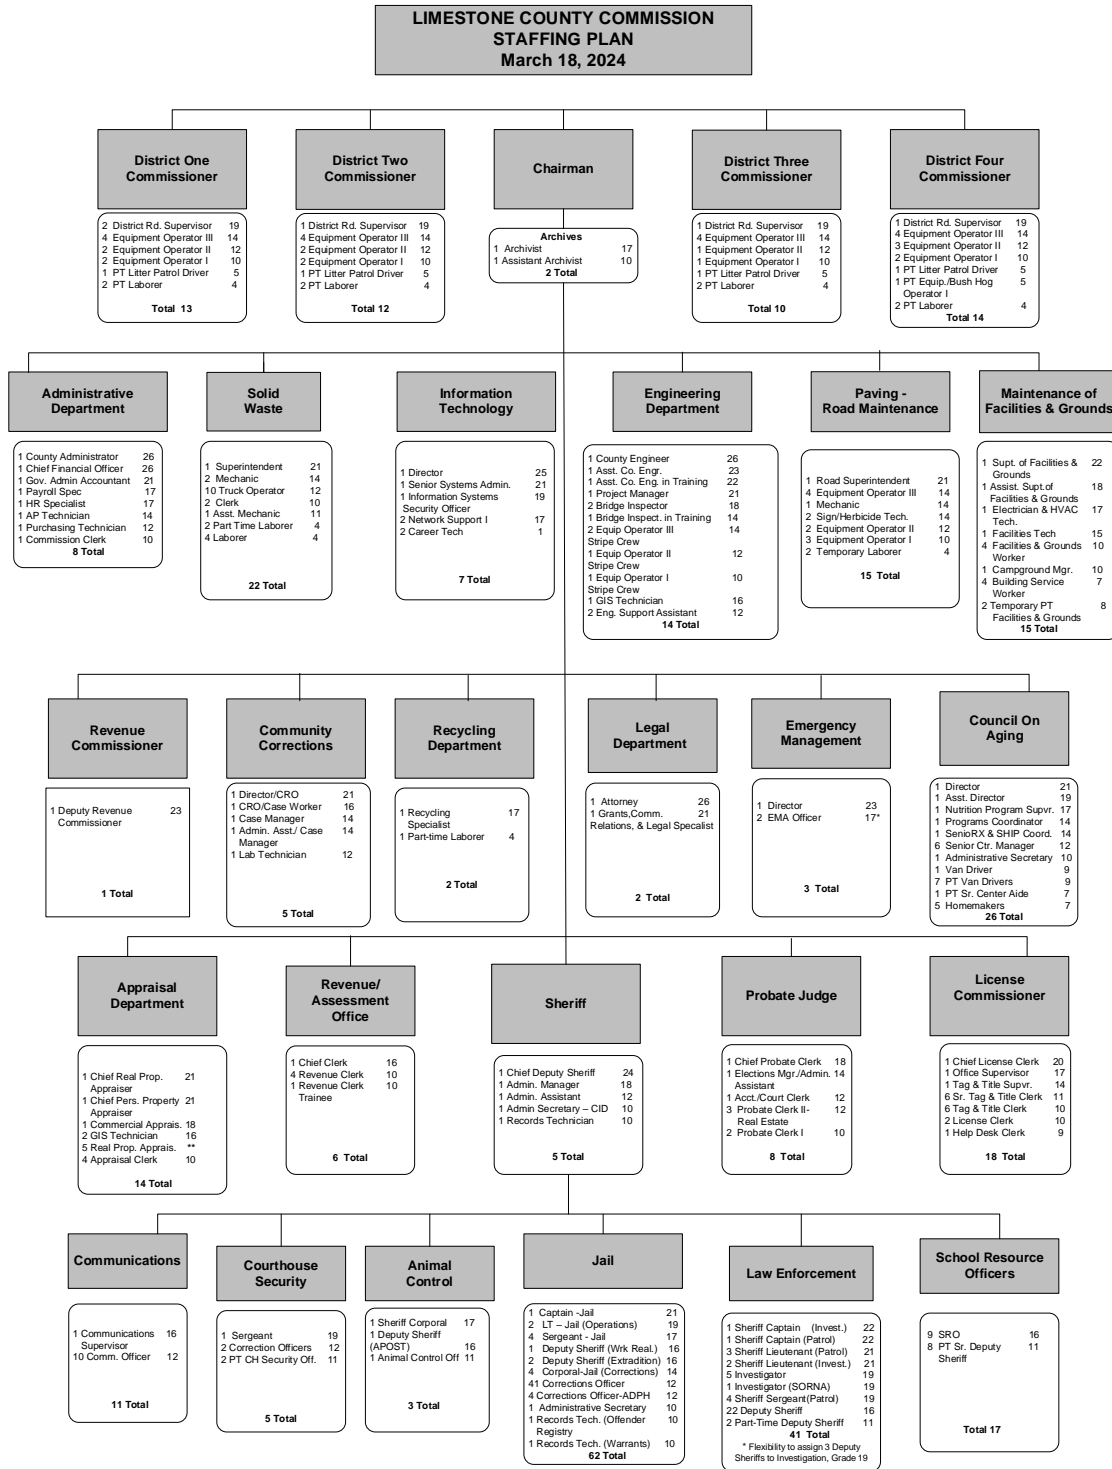 LIMESTONE COUNTY COMMISSION
STAFFING PLAN
March 18, 2024
District One
Commissioner
2 District Rd. Supervisor 19
4 Equipment Operator III 14
2 Equipment Operator II 12
2 Equipment Operator I 10
1 PT Litter Patrol Driver 5
2 PT Laborer 4
Total 13
District Two
Commissioner
1 District Rd. Supervisor 19
4 Equipment Operator III 14
2 Equipment Operator II 12
2 Equipment Operator I 10
1 PT Litter Patrol Driver 5
2 PT Laborer 4
Total 12
Chairman
Archives
1 Archivist 17
1 Assistant Archivist 10
2 Total
District Three
Commissioner
1 District Rd. Supervisor 19
4 Equipment Operator III 14
1 Equipment Operator II 12
1 Equipment Operator I 10
1 PT Litter Patrol Driver 5
2 PT Laborer 4
Total 10
District Four
Commissioner
1 District Rd. Supervisor 19
4 Equipment Operator III 14
3 Equipment Operator II 12
2 Equipment Operator I 10
1 PT Litter Patrol Driver 5
1 PT Equip./Bush Hog 5
Operator I
2 PT Laborer 4
Total 14
Administrative
Department
1 County Administrator 26
1 Chief Financial Officer 26
1 Gov. Admin Accountant 21
1 Payroll Spec 17
1 HR Specialist 17
1 AP Technician 14
1 Purchasing Technician 12
1 Commission Clerk 10
8 Total
Solid
Waste
1 Superintendent 21
2 Mechanic 14
10 Truck Operator 12
2 Clerk 10
1 Asst. Mechanic 11
2 Part Time Laborer 4
4 Laborer 4
22 Total
Information
Technology
1 Director 25
1 Senior Systems Admin. 21
1 Information Systems 19
Security Officer
2 Network Support I 17
2 Career Tech 1
7 Total
Engineering
Department
1 County Engineer 26
1 Asst. Co. Engr. 23
1 Asst. Co. Eng. in Training 22
1 Project Manager 21
2 Bridge Inspector 18
1 Bridge Inspect. in Training 14
2 Equip Operator III 14
Stripe Crew
1 Equip Operator II 12
Stripe Crew
1 Equip Operator I 10
Stripe Crew
1 GIS Technician 16
2 Eng. Support Assistant 12
14 Total
Paving -
Road Maintenance
1 Road Superintendent 21
4 Equipment Operator III 14
1 Mechanic 14
2 Sign/Herbicide Tech. 14
2 Equipment Operator II 12
3 Equipment Operator I 10
2 Temporary Laborer 4
15 Total
Maintenance of
Facilities & Grounds
1 Supt. of Facilities & 22
Grounds
1 Assist. Supt.of 18
Facilities & Grounds
1 Electrician & HVAC 17
Tech.
1 Facilities Tech 15
4 Facilities & Grounds 10
Worker
1 Campground Mgr. 10
4 Building Service 7
Worker
2 Temporary PT 8
Facilities & Grounds
15 Total
Revenue
Commissioner
1 Deputy Revenue 23
Commissioner
1 Total
Community
Corrections
1 Director/CRO 21
1 CRO/Case Worker 16
1 Case Manager 14
1 Admin. Asst./ Case 14
Manager
1 Lab Technician 12
5 Total
Recycling
Department
1 Recycling 17
Specialist
1 Part-time Laborer 4
2 Total
Legal
Department
1 Attorney 26
1 Grants,Comm. 21
Relations, & Legal Specalist
2 Total
Emergency
Management
1 Director 23
2 EMA Officer 17*
3 Total
Council On
Aging
1 Director 21
1 Asst. Director 19
1 Nutrition Program Supvr. 17
1 Programs Coordinator 14
1 SenioRX & SHIP Coord. 14
6 Senior Ctr. Manager 12
1 Administrative Secretary 10
1 Van Driver 9
7 PT Van Drivers 9
1 PT Sr. Center Aide 7
5 Homemakers 7
26 Total
Appraisal
Department
1 Chief Real Prop. 21
Appraiser
1 Chief Pers. Property 21
Appraiser
1 Commercial Apprais. 18
2 GIS Technician 16
5 Real Prop. Apprais. **
4 Appraisal Clerk 10
14 Total
Revenue/
Assessment
Office
1 Chief Clerk 16
4 Revenue Clerk 10
1 Revenue Clerk 10
Trainee
6 Total
Sheriff
1 Chief Deputy Sheriff 24
1 Admin. Manager 18
1 Admin. Assistant 12
1 Admin Secretary – CID 10
1 Records Technician 10
5 Total
Probate Judge
1 Chief Probate Clerk 18
1 Elections Mgr./Admin. 14
Assistant
1 Acct./Court Clerk 12
3 Probate Clerk II- 12
Real Estate
2 Probate Clerk I 10
8 Total
License
Commissioner
1 Chief License Clerk 20
1 Office Supervisor 17
1 Tag & Title Supvr. 14
6 Sr. Tag & Title Clerk 11
6 Tag & Title Clerk 10
2 License Clerk 10
1 Help Desk Clerk 9
18 Total
Communications
1 Communications 16
Supervisor
10 Comm. Officer 12
11 Total
Courthouse
Security
1 Sergeant 19
2 Correction Officers 12
2 PT CH Security Off. 11
5 Total
Animal
Control
1 Sheriff Corporal 17
1 Deputy Sheriff
(APOST) 16
1 Animal Control Off 11
3 Total
Jail
1 Captain -Jail 21
2 LT – Jail (Operations) 19
4 Sergeant - Jail 17
1 Deputy Sheriff (Wrk Real.) 16
2 Deputy Sheriff (Extradition) 16
4 Corporal-Jail (Corrections) 14
41 Corrections Officer 12
4 Corrections Officer-ADPH 12
1 Administrative Secretary 10
1 Records Tech. (Offender 10
Registry
1 Records Tech. (Warrants) 10
62 Total
Law Enforcement
1 Sheriff Captain (Invest.) 22
1 Sheriff Captain (Patrol) 22
3 Sheriff Lieutenant (Patrol) 21
2 Sheriff Lieutenant (Invest.) 21
5 Investigator 19
1 Investigator (SORNA) 19
4 Sheriff Sergeant(Patrol) 19
22 Deputy Sheriff 16
2 Part-Time Deputy Sheriff 11
41 Total
* Flexibility to assign 3 Deputy
Sheriffs to Investigation, Grade 19
School Resource
Officers
9 SRO 16
8 PT Sr. Deputy 11
Sheriff
Total 17